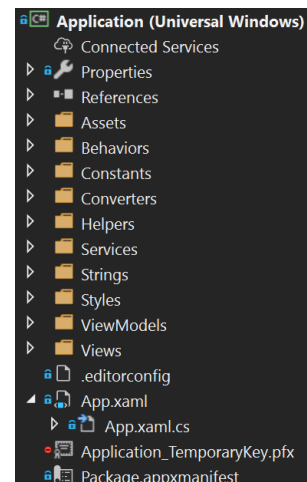 Application (Universal Windows)
Connected Services
Properties
References
Assets
Behaviors
Constants
Converters
Helpers
Services
Strings
Styles
ViewModels
Views
.editorconfig
App.xaml
App.xaml.cs
Application_TemporaryKey.pfx
Package.appxmanifest